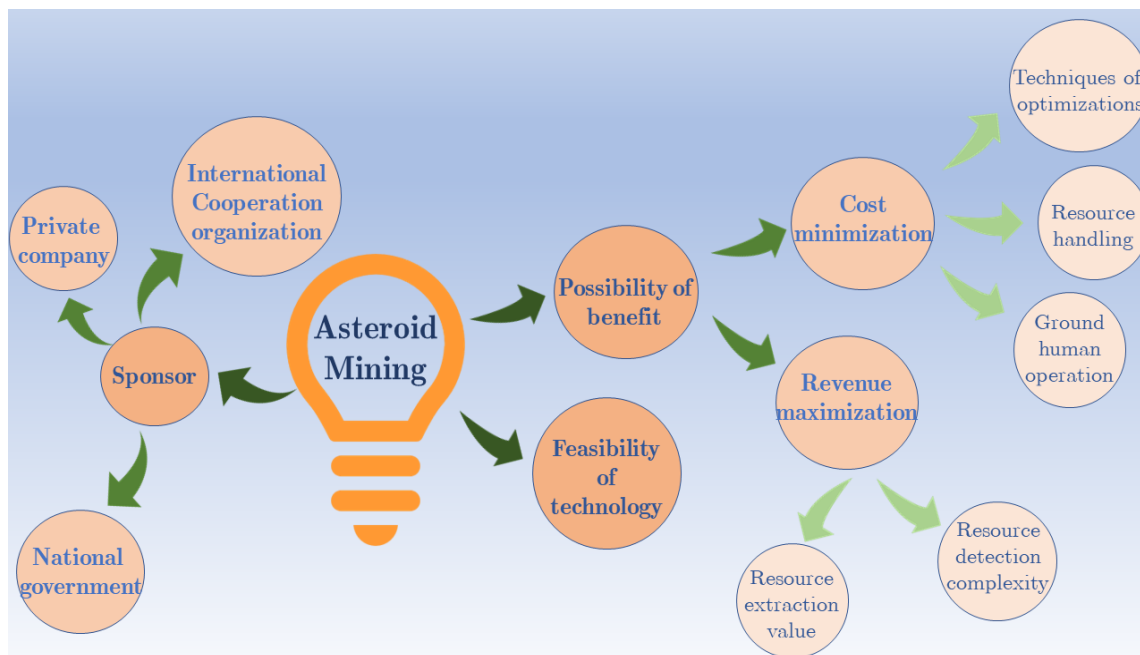 Techniques of
optimizations
International
Cooperation
organization
Private
company
Cost
minimization
Resource
handling
Possibility of
benefit
Asteroid
Mining
Ground
human
operation
Sponsor
Revenue
maximization
Feasibility
of
technology
National
government
Resource
detection
complexity
Resource
extraction
value